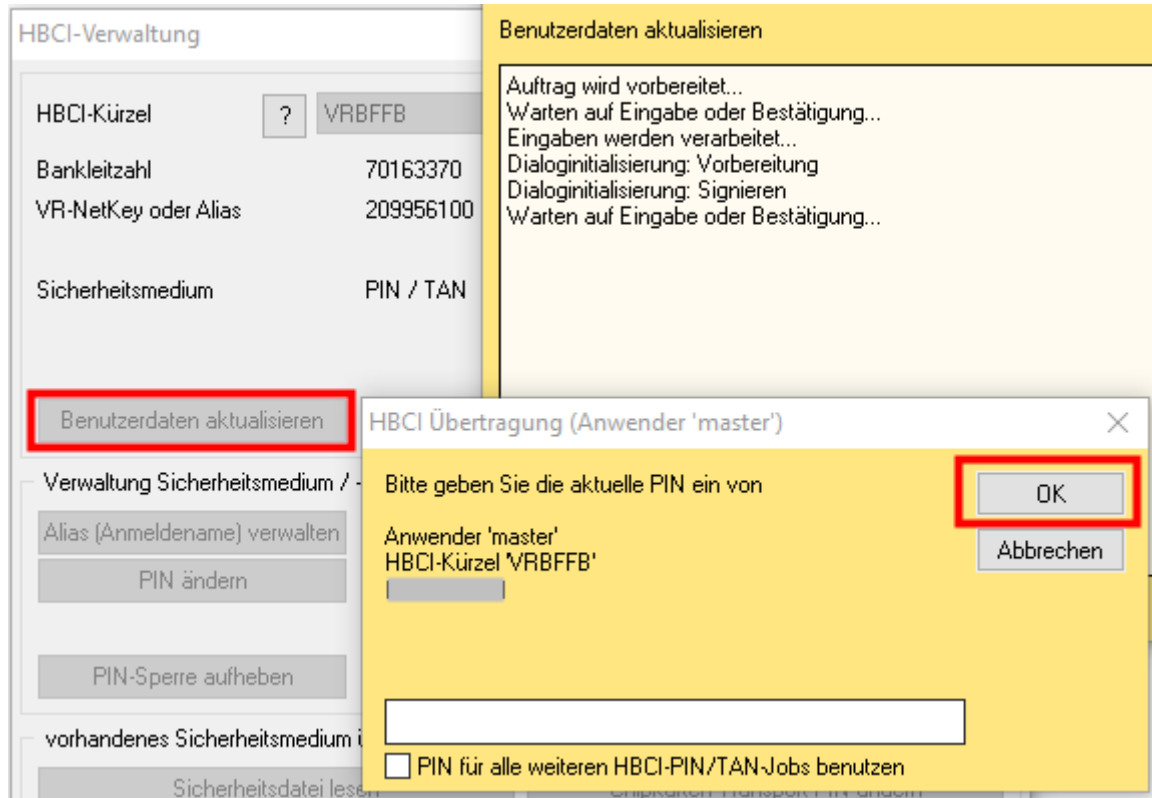 HBCI-Verwaltung
HBCI-Kürzel ? VRBFFB
Bankleitzahl 70163370
VR-NetKey oder Alias 209956100
Sicherheitsmedium PIN / TAN
Benutzerdaten aktualisieren
Verwaltung Sicherheitsmedium / -
Alias (Anmeldename) verwalten
PIN ändern
PIN-Sperre aufheben
vorhandenes Sicherheitsmedium
Sicherheitsdatei lesen
Benutzerdaten aktualisieren
Auftrag wird vorbereitet...
Warten auf Eingabe oder Bestätigung...
Eingaben werden verarbeitet...
Dialoginitialisierung: Vorbereitung
Dialoginitialisierung: Signieren
Warten auf Eingabe oder Bestätigung...
HBCI Übertragung (Anwender 'master')
Bitte geben Sie die aktuelle PIN ein von
Anwender 'master'
HBCI-Kürzel 'VRBFFB'
OK
Abbrechen
PIN für alle weiteren HBCI-PIN/TAN-Jobs benutzen